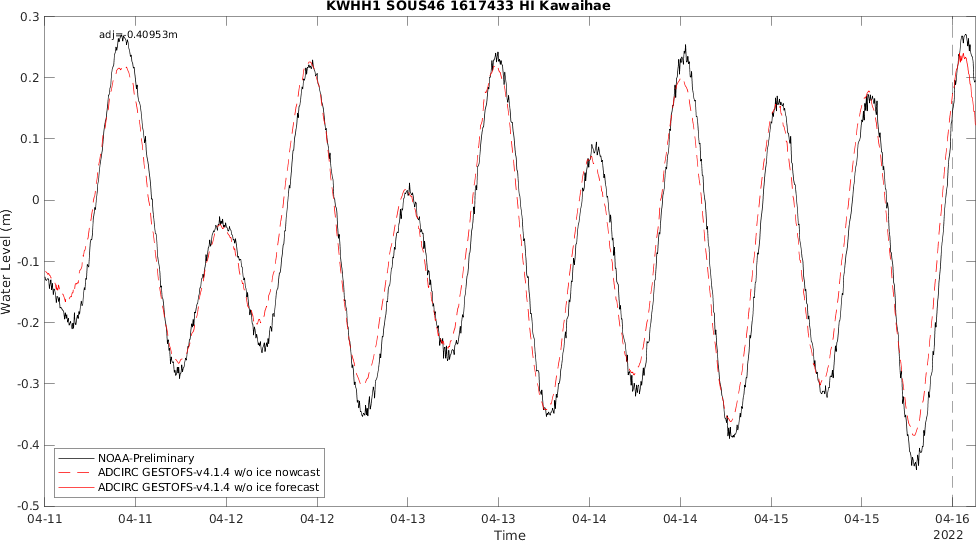 KWHH1 SOUS46 1617433 HI Kawaihae
adj=-0.40953m
0.3
0.2
0.1
0
-0.1
-0.2
-0.3
-0.4
-0.5
Water Level (m)
NOAA-Preliminary
ADCIRC GESTOFS-v4.1.4 w/o ice nowcast
ADCIRC GESTOFS-v4.1.4 w/o ice forecast
04-11 04-11 04-12 04-12 04-13 04-13 04-14 04-14 04-15 04-15 04-16
Time
2022